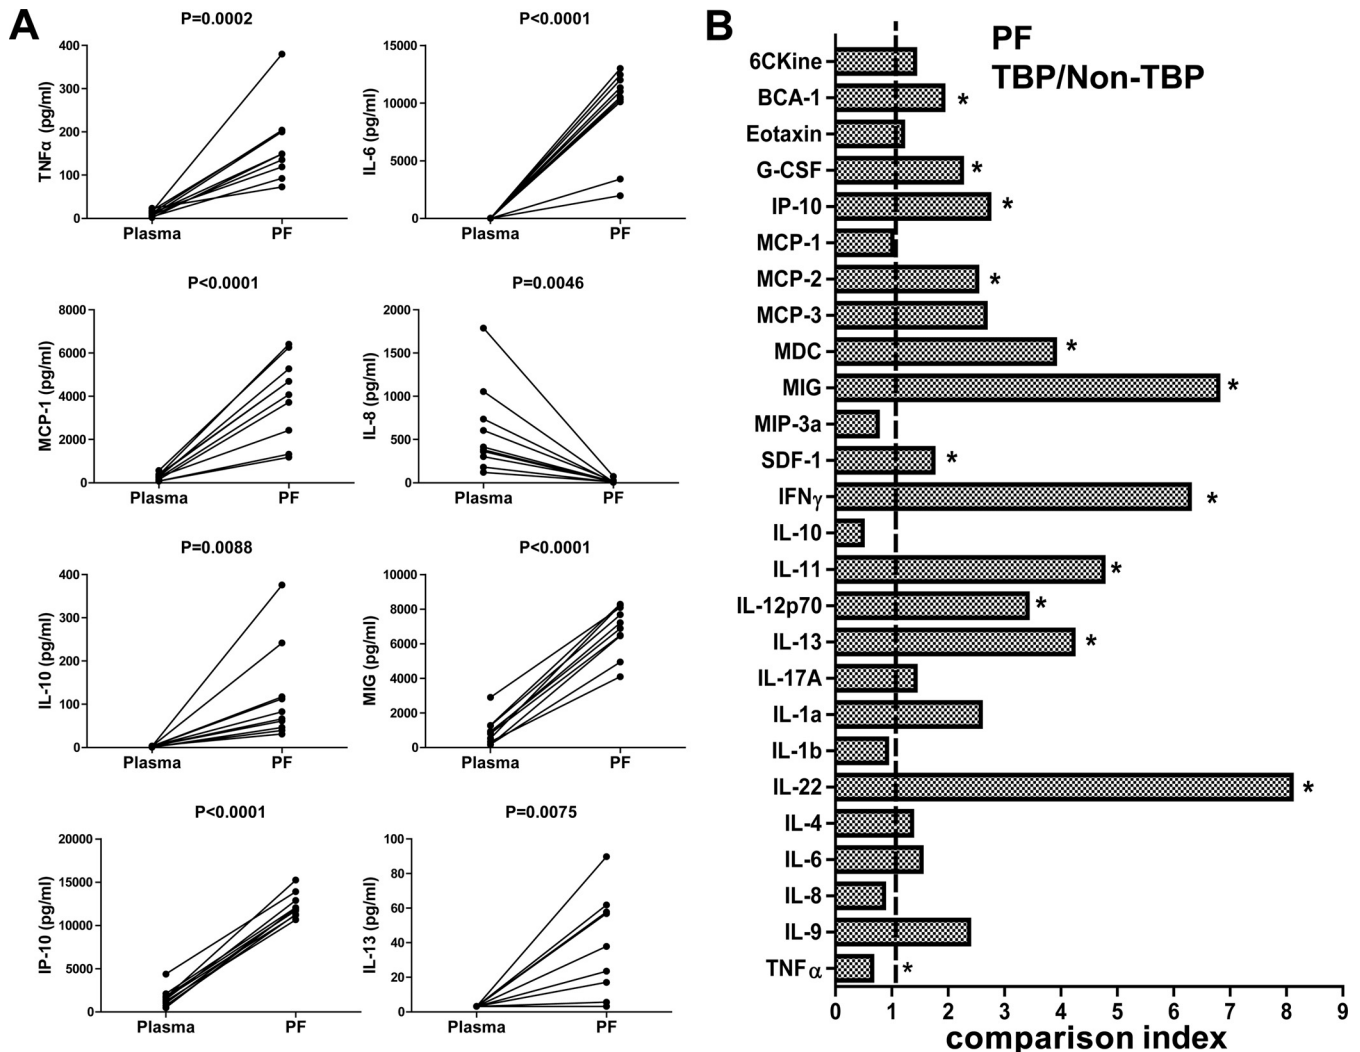 A
P=0.0002
TNFα (pg/ml)
400
300
200
100
0
Plasma PF
P<0.0001
IL-6 (pg/ml)
15000
10000
5000
0
Plasma PF
P<0.0001
MCP-1 (pg/ml)
8000
6000
4000
2000
0
Plasma PF
P=0.0046
IL-8 (pg/ml)
2000
1500
1000
500
0
Plasma PF
P=0.0088
IL-10 (pg/ml)
400
300
200
100
0
Plasma PF
P<0.0001
MIG (pg/ml)
10000
8000
6000
4000
2000
0
Plasma PF
P<0.0001
IP-10 (pg/ml)
20000
15000
10000
5000
0
Plasma PF
P=0.0075
IL-13 (pg/ml)
100
80
60
40
20
0
Plasma PF
B
PF
TBP/Non-TBP
6CKine
BCA-1 *
Eotaxin
G-CSF *
IP-10 *
MCP-1
MCP-2 *
MCP-3
MDC *
MIG *
MIP-3a
SDF-1 *
IFNγ *
IL-10
IL-11 *
IL-12p70 *
IL-13 *
IL-17A
IL-1a
IL-1b
IL-22 *
IL-4
IL-6
IL-8
IL-9
TNFα *
0 1 2 3 4 5 6 7 8 9
comparison index